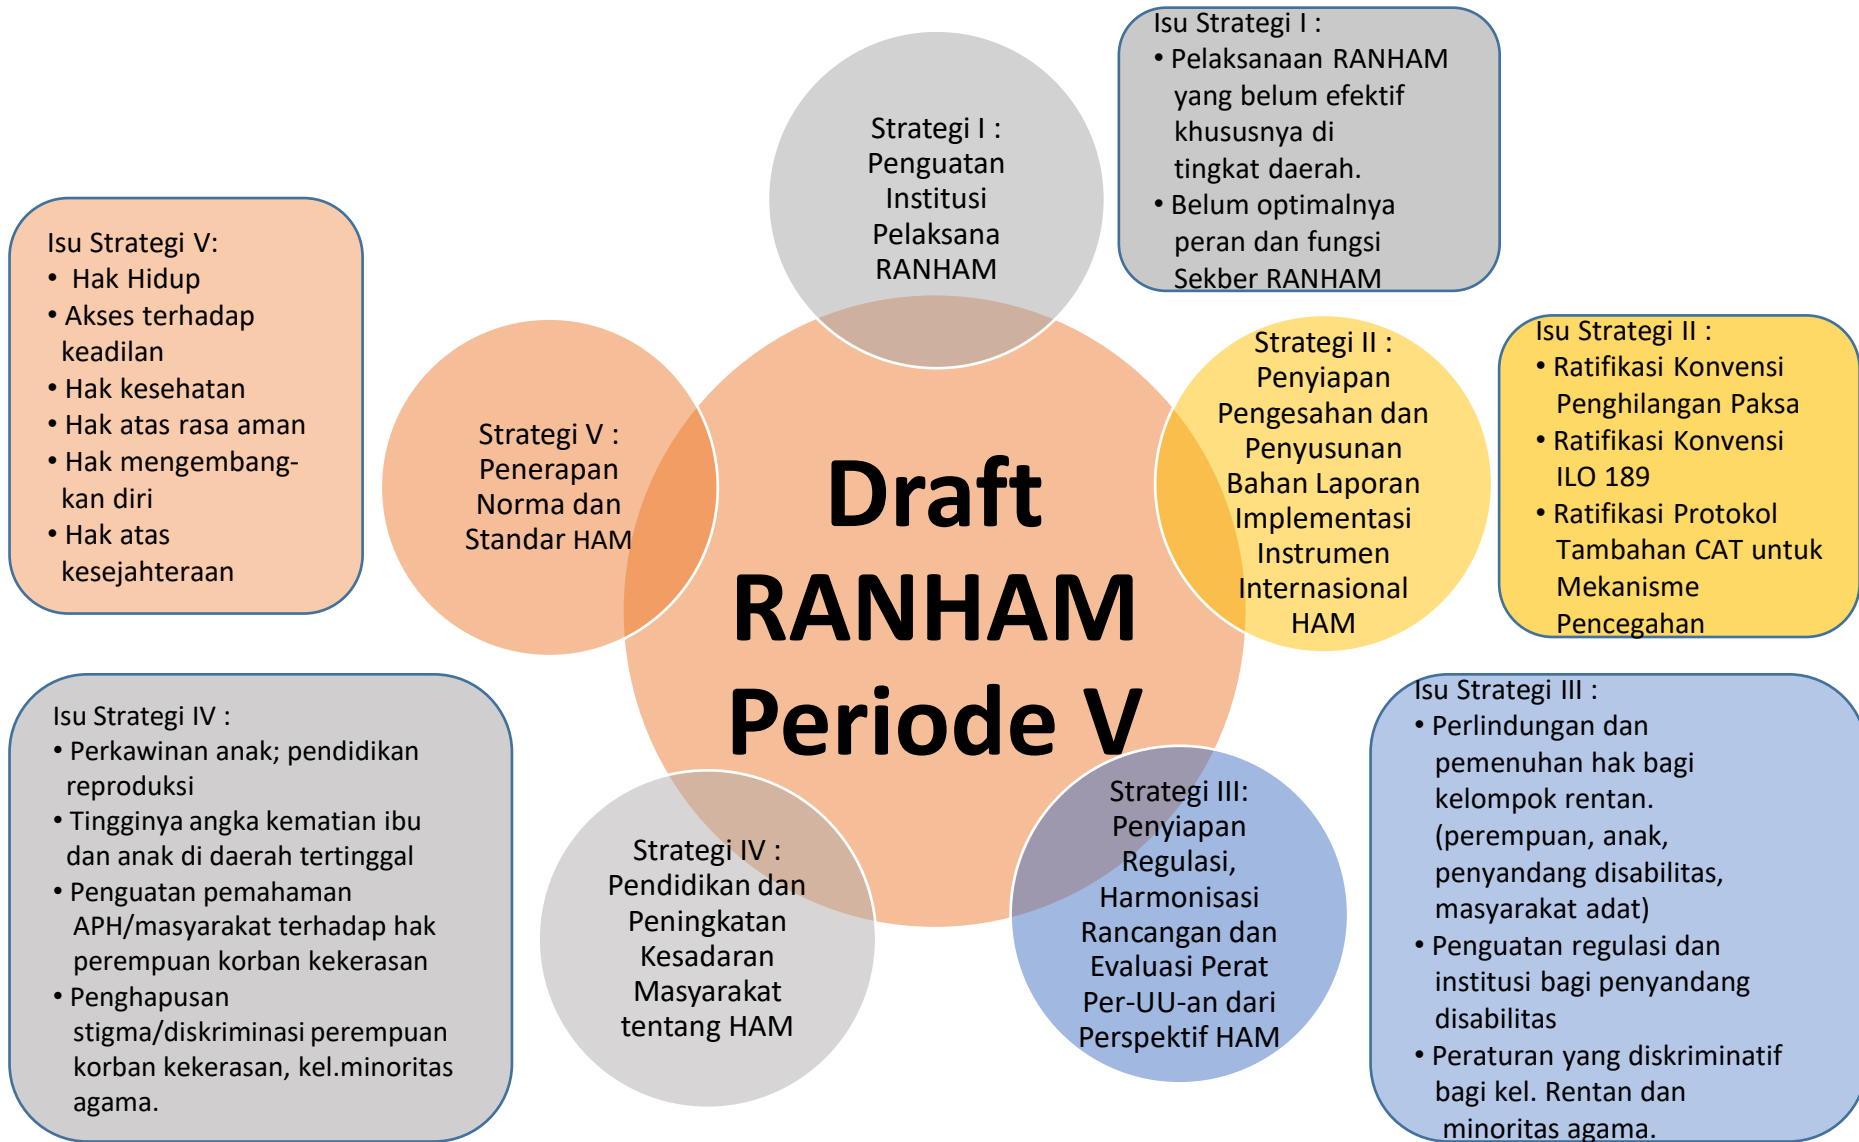 Draft
RANHAM
Periode V
Strategi I :
Penguatan
Institusi
Pelaksana
RANHAM
Isu Strategi I :
• Pelaksanaan RANHAM
yang belum efektif
khususnya di
tingkat daerah.
• Belum optimalnya
peran dan fungsi
Sekber RANHAM
Strategi II :
Penyiapan
Pengesahan dan
Penyusunan
Bahan Laporan
Implementasi
Instrumen
Internasional
HAM
Isu Strategi II :
• Ratifikasi Konvensi
Penghilangan Paksa
• Ratifikasi Konvensi
ILO 189
• Ratifikasi Protokol
Tambahan CAT untuk
Mekanisme
Pencegahan
Strategi III:
Penyiapan
Regulasi,
Harmonisasi
Rancangan dan
Evaluasi Perat
Per-UU-an dari
Perspektif HAM
Isu Strategi III :
• Perlindungan dan
pemenuhan hak bagi
kelompok rentan.
(perempuan, anak,
penyandang disabilitas,
masyarakat adat)
• Penguatan regulasi dan
institusi bagi penyandang
disabilitas
• Peraturan yang diskriminatif
bagi kel. Rentan dan
minoritas agama.
Strategi IV :
Pendidikan dan
Peningkatan
Kesadaran
Masyarakat
tentang HAM
Isu Strategi IV :
• Perkawinan anak; pendidikan
reproduksi
• Tingginya angka kematian ibu
dan anak di daerah tertinggal
• Penguatan pemahaman
APH/masyarakat terhadap hak
perempuan korban kekerasan
• Penghapusan
stigma/diskriminasi perempuan
korban kekerasan, kel.minoritas
agama.
Strategi V :
Penerapan
Norma dan
Standar HAM
Isu Strategi V:
• Hak Hidup
• Akses terhadap
keadilan
• Hak kesehatan
• Hak atas rasa aman
• Hak mengembang-
kan diri
• Hak atas
kesejahteraan